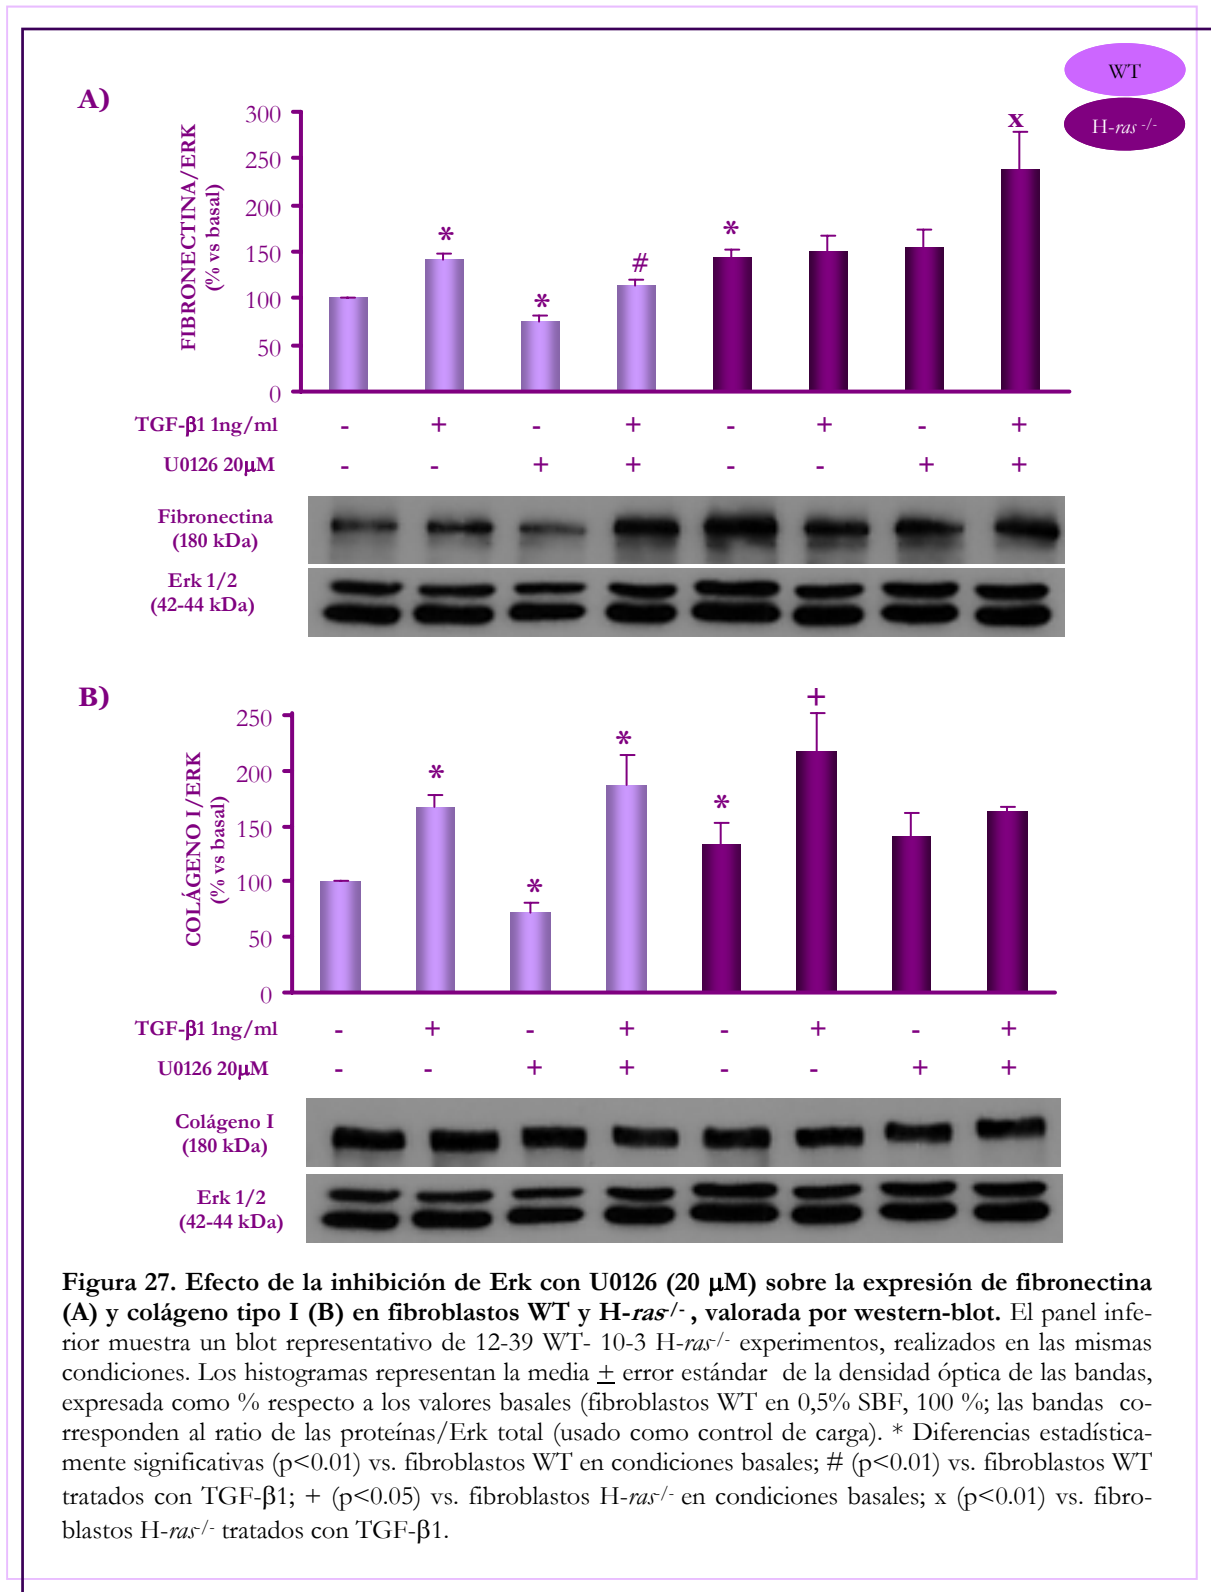 WT
H-ras -/-
A)
300
250
200
150
100
50
0
FIBRONECTINA/ERK
(% vs basal)
* * # * x
TGF-β1 1ng/ml - + - + - + - +
U0126 20µM - - + + - - + +
Fibronectina
(180 kDa)
Erk 1/2
(42-44 kDa)
B)
250
200
150
100
50
0
COLÁGENO I/ERK
(% vs basal)
* * * * +
TGF-β1 1ng/ml - + - + - + - +
U0126 20µM - - + + - - + +
Colágeno I
(180 kDa)
Erk 1/2
(42-44 kDa)
Figura 27. Efecto de la inhibición de Erk con U0126 (20 µM) sobre la expresión de fibronectina
(A) y colágeno tipo I (B) en fibroblastos WT y H-ras-/- , valorada por western-blot. El panel infe-
rior muestra un blot representativo de 12-39 WT- 10-3 H-ras-/- experimentos, realizados en las mismas
condiciones. Los histogramas representan la media + error estándar de la densidad óptica de las bandas,
expresada como % respecto a los valores basales (fibroblastos WT en 0,5% SBF, 100 %; las bandas co-
rresponden al ratio de las proteínas/Erk total (usado como control de carga). * Diferencias estadística-
mente significativas (p<0.01) vs. fibroblastos WT en condiciones basales; # (p<0.01) vs. fibroblastos WT
tratados con TGF-β1; + (p<0.05) vs. fibroblastos H-ras-/- en condiciones basales; x (p<0.01) vs. fibro-
blastos H-ras-/- tratados con TGF-β1.